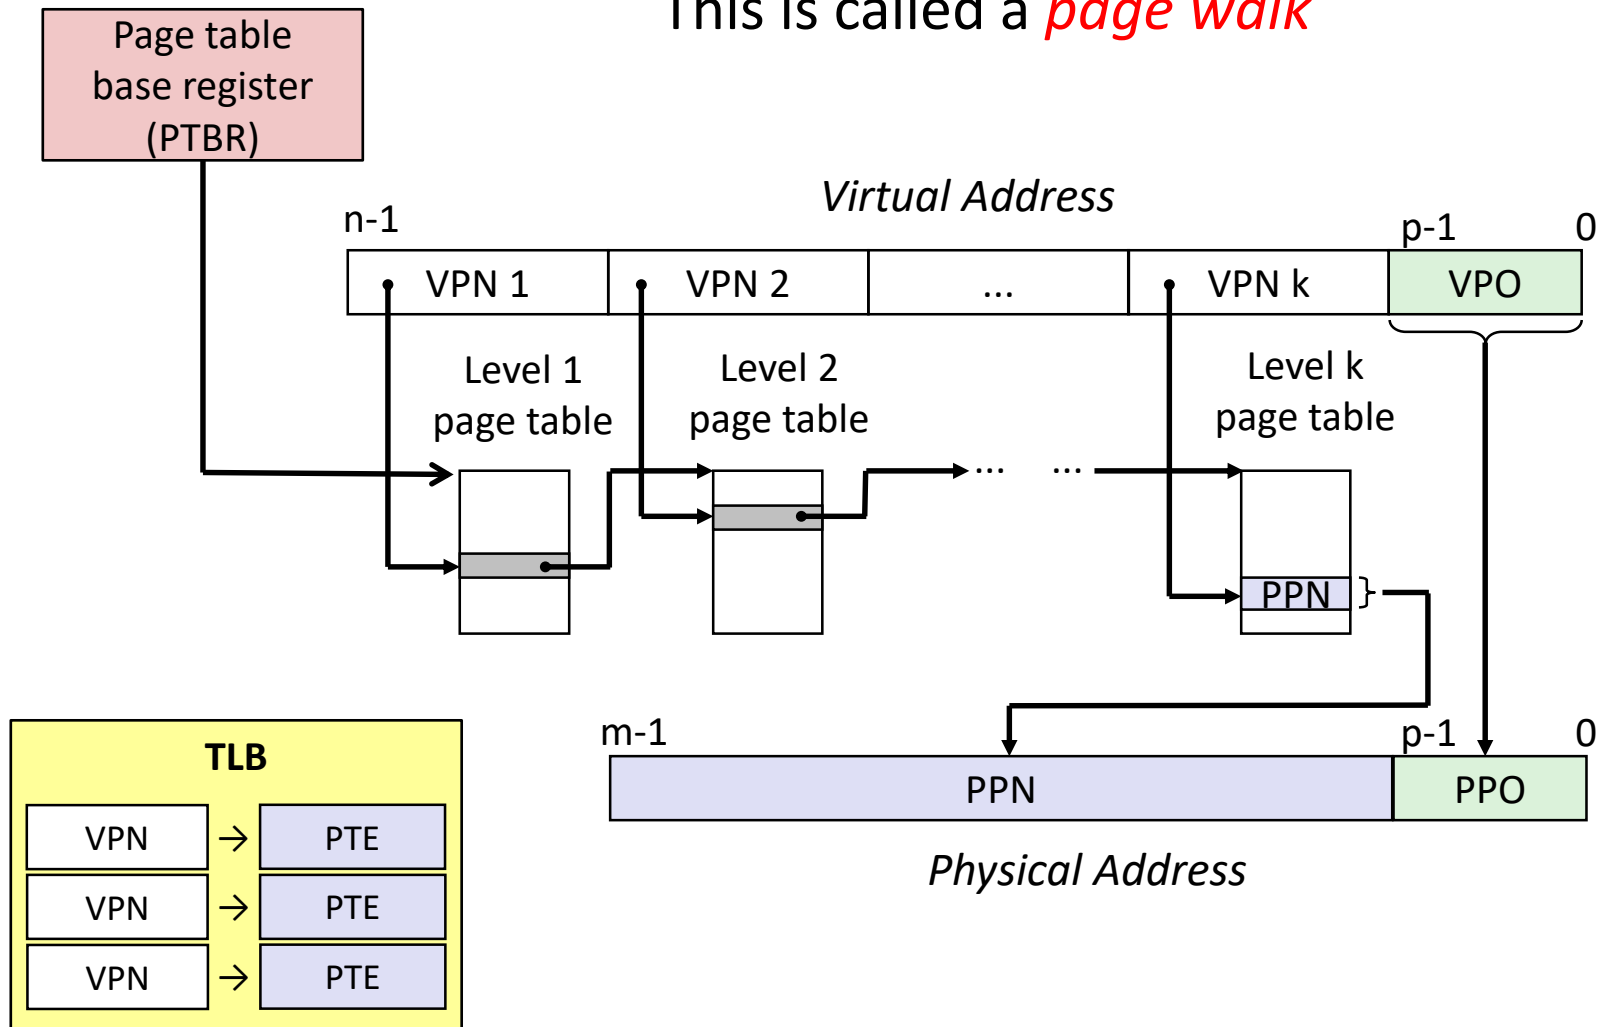 This is called a page walk
Page table
base register
(PTBR)
Virtual Address
n-1
p-1
0
VPN 1
VPN 2
...
VPN k
VPO
Level 1
page table
Level 2
page table
Level k
page table
...
...
PPN
m-1
p-1
0
PPN
PPO
Physical Address
TLB
VPN → PTE
VPN → PTE
VPN → PTE